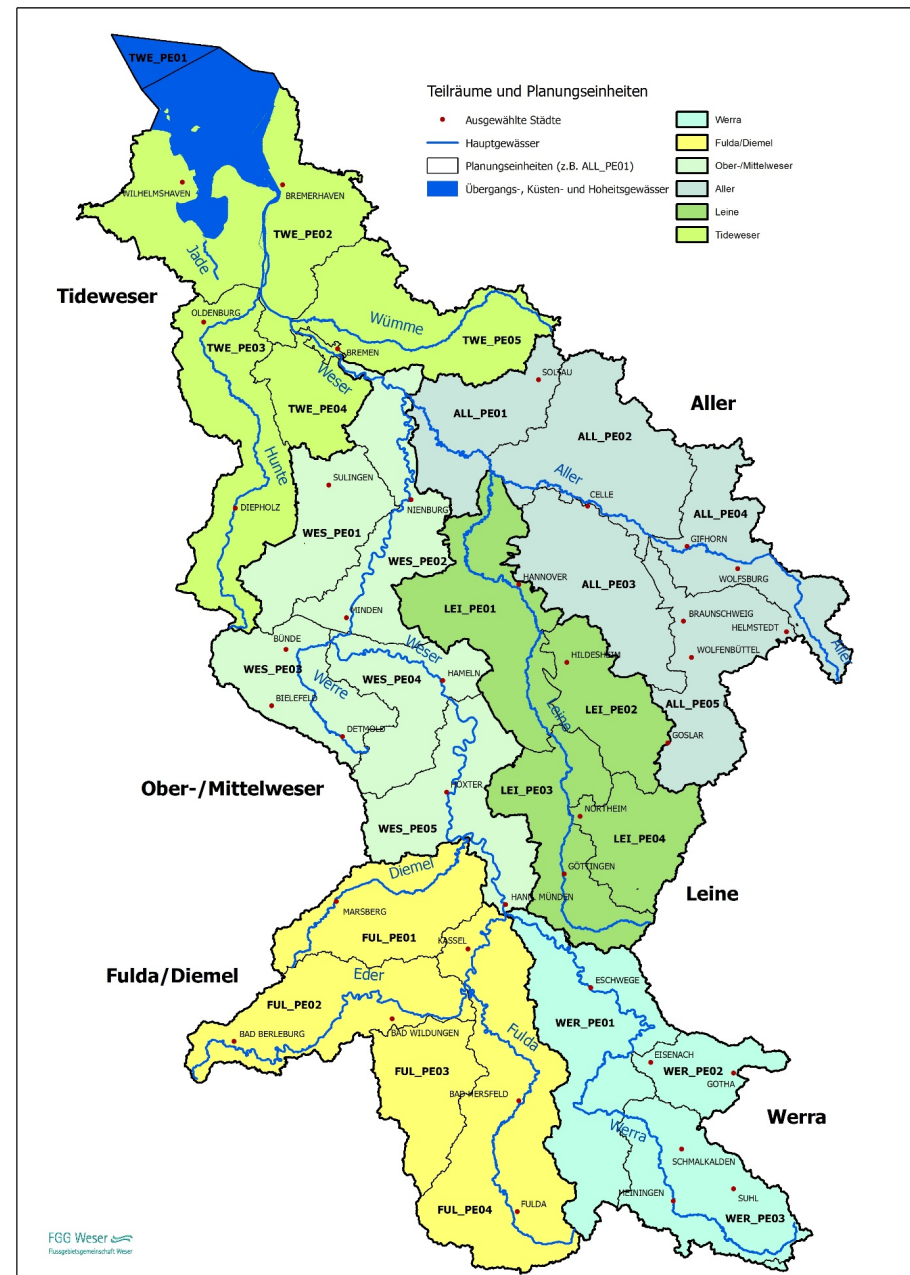 TWE_PE01
Teilräume und Planungseinheiten
Ausgewählte Städte
Hauptgewässer
Planungseinheiten (z.B. ALL_PE01)
Übergangs-, Küsten- und Hoheitsgewässer
Werra
Fulda/Diemel
Ober-/Mittelweser
Aller
Leine
Tideweser
WILHELMSHAVEN
BREMERHAVEN
TWE_PE02
Jade
Tideweser
OLDENBURG
Wümme
TWE_PE03
BREMEN
TWE_PE05
Weser
SOLTAU
TWE_PE04
ALL_PE01
Aller
ALL_PE02
Hunte
SULINGEN
Aller
CELLE
DIEPHOLZ
NIENBURG
ALL_PE04
WES_PE01
GIFHORN
WES_PE02
ALL_PE03
WOLFSBURG
HANNOVER
LEI_PE01
MINDEN
BRAUNSCHWEIG
HELMSTEDT
BÜNDE
Weser
WOLFENBÜTTEL
Aller
WES_PE03
HILDESHEIM
WES_PE04
HAMELN
Werre
BIELEFELD
LEI_PE02
ALL_PE05
Leine
DETMOLD
GOSLAR
Ober-/Mittelweser
HÖXTER
LEI_PE03
NORTHEIM
WES_PE05
LEI_PE04
Diemel
GÖTTINGEN
Leine
HANN. MÜNDEN
MARSBERG
FUL_PE01
KASSEL
Fulda/Diemel
Eder
ESCHWEGE
FUL_PE02
WER_PE01
BAD BERLEBURG
BAD WILDUNGEN
Fulda
EISENACH
WER_PE02
FUL_PE03
GOTHA
BAD HERSFELD
Werra
Werra
SCHMALKALDEN
SUHL
MEININGEN
FUL_PE04
FULDA
WER_PE03
FGG Weser
Flussgebietsgemeinschaft Weser